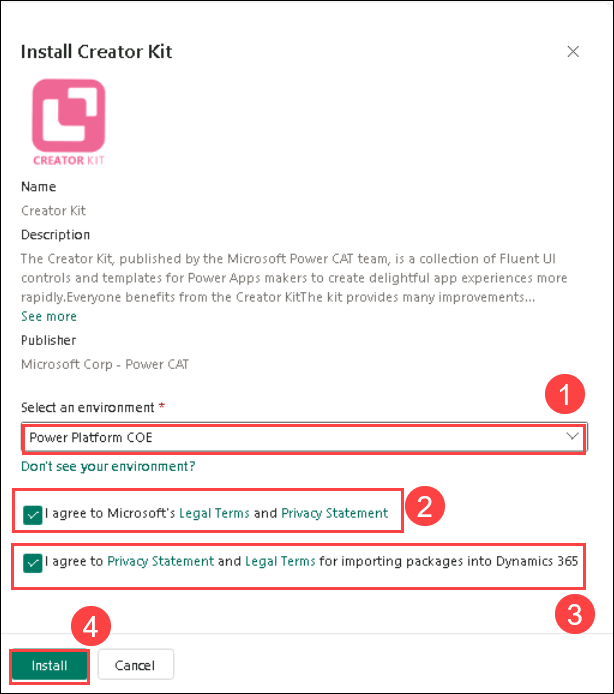 Install Creator Kit
CREATOR KIT
Name
Creator Kit
Description
The Creator Kit, published by the Microsoft Power CAT team, is a collection of Fluent UI
controls and templates for Power Apps makers to create delightful app experiences more
rapidly.Everyone benefits from the Creator KitThe kit provides many improvements...
See more
Publisher
Microsoft Corp - Power CAT
1
Select an environment *
Power Platform COE
Don't see your environment?
I agree to Microsoft's Legal Terms and Privacy Statement
2
I agree to Privacy Statement and Legal Terms for importing packages into Dynamics 365
3
4
Install Cancel